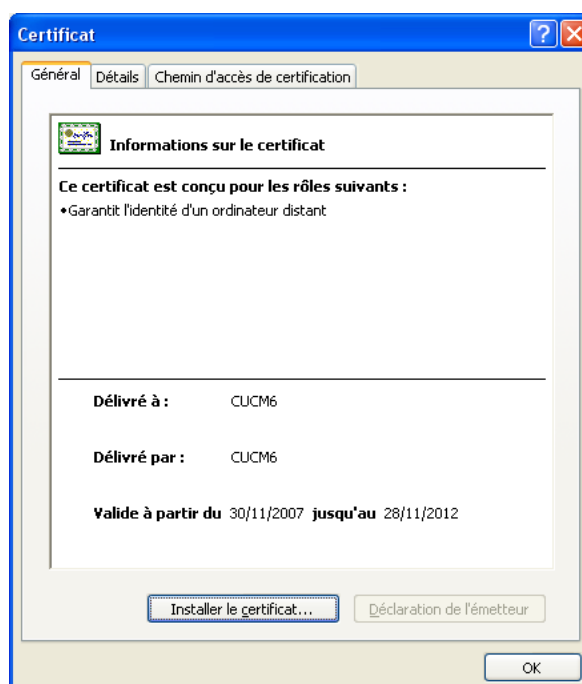 Certificat
Général Détails Chemin d'accès de certification
Informations sur le certificat
Ce certificat est conçu pour les rôles suivants :
•Garantit l'identité d'un ordinateur distant
Délivré à : CUCM6
Délivré par : CUCM6
Valide à partir du 30/11/2007 jusqu'au 28/11/2012
Installer le certificat... Déclaration de l'émetteur
OK